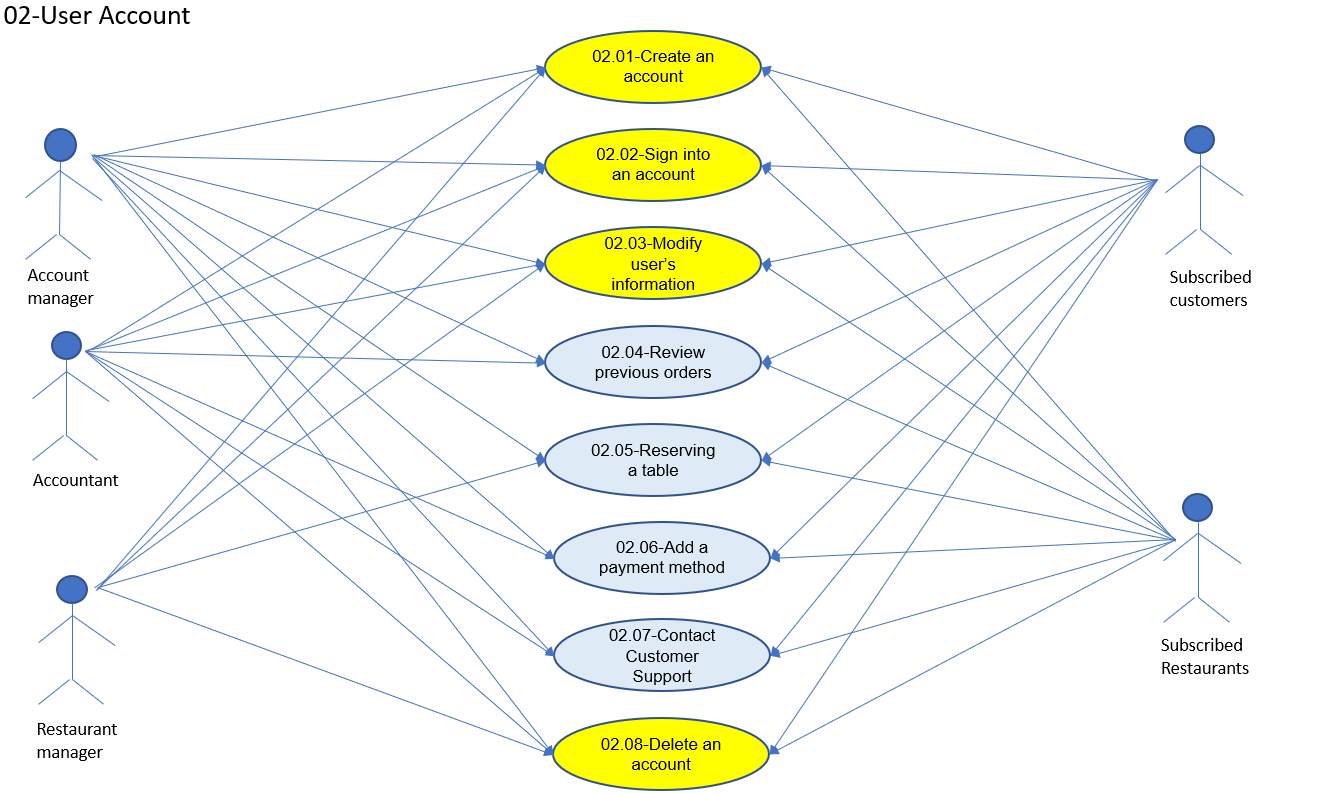 02-User Account
02.01-Create an
account
02.02-Sign into
an account
02.03-Modify
user’s
information
02.04-Review
previous orders
02.05-Reserving
a table
02.06-Add a
payment method
02.07-Contact
Customer
Support
02.08-Delete an
account
Account
manager
Accountant
Restaurant
manager
Subscribed
customers
Subscribed
Restaurants